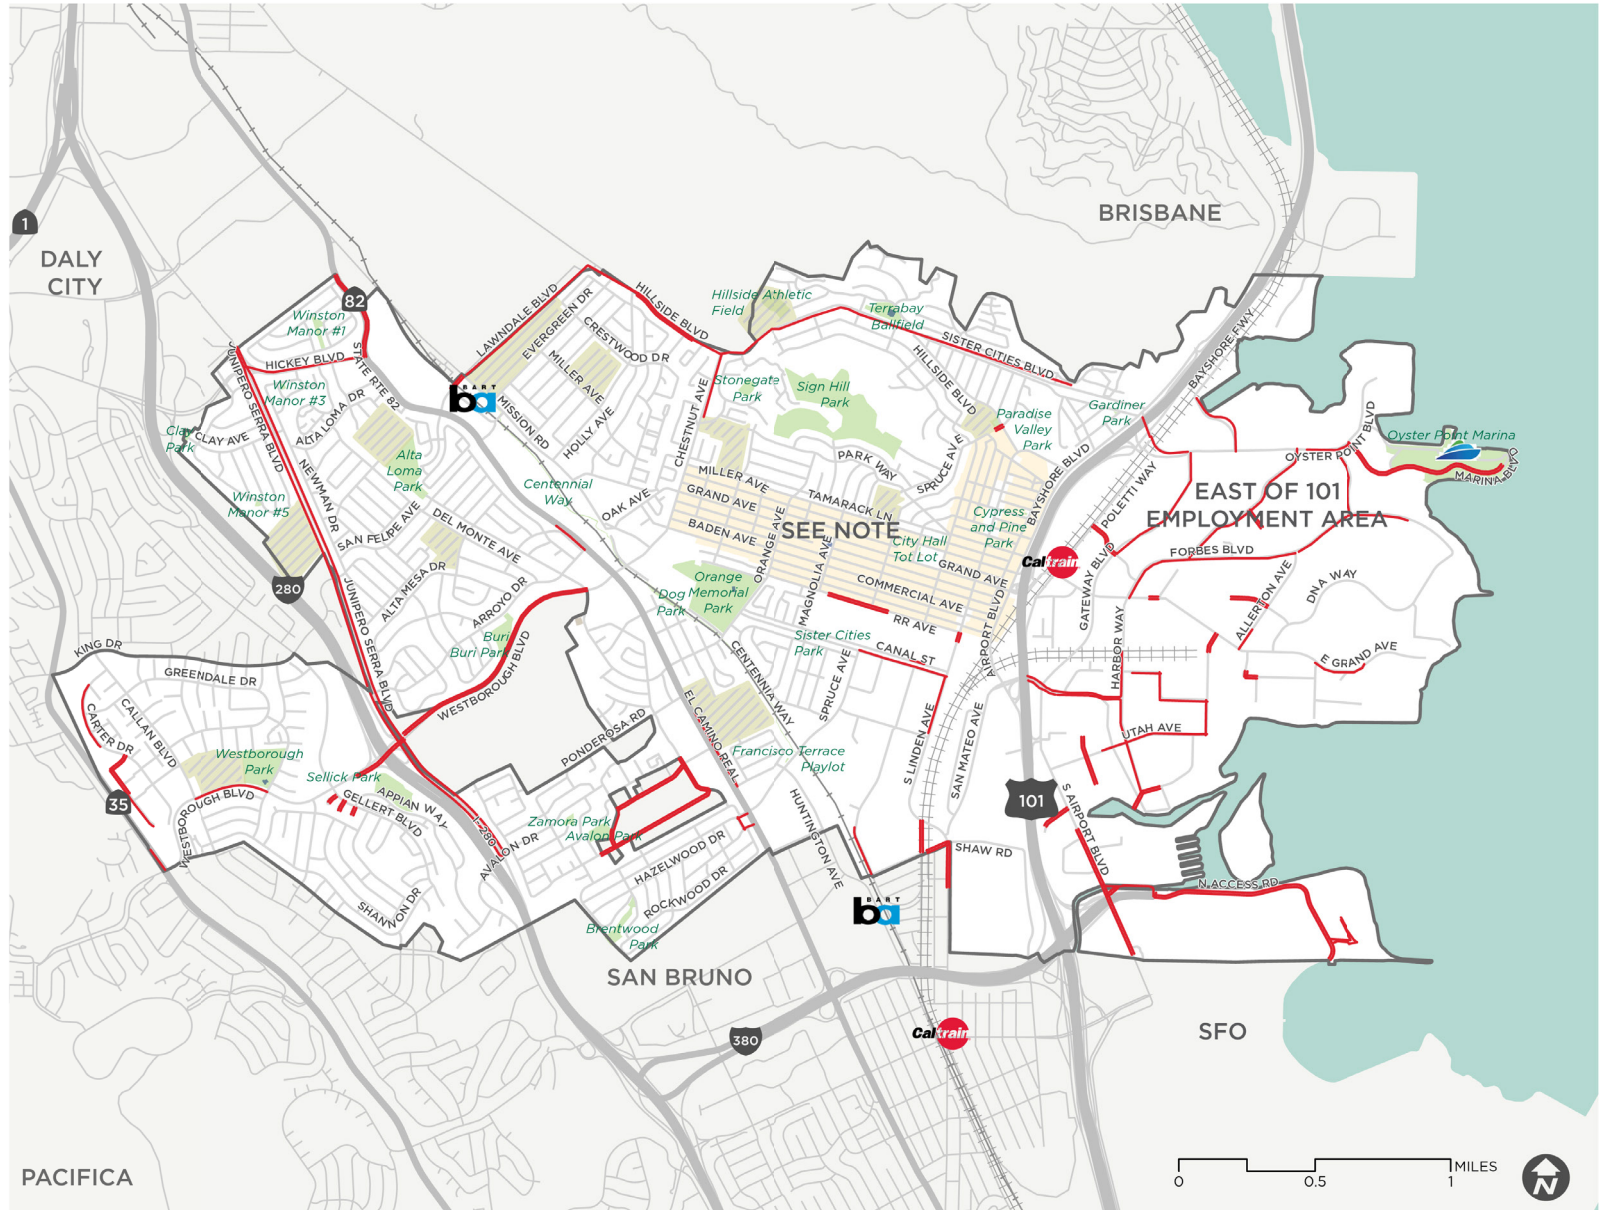 BRISBANE
1
DALY
CITY
82
Winston
Manor #1
LAWNDALE BLVD
EVERGREEN DR
HILLSIDE BLVD
CRESTWOOD DR
Hillside Athletic
Field
Terrabay
Ballfield
SISTER CITIES BLVD
BAYSHORE FWY
HICKEY BLVD
STATE RTE 82
JUNIPERO SERRA BLVD
Winston
Manor #3
ALTA LOMA DR
MILLER AVE
HILLSIDE BLVD
Stonegate
Park
Sign Hill
Park
BART
ba
MISSION RD
HOLLY AVE
CHESTNUT AVE
Paradise
Valley
Park
Gardiner
Park
OYSTER POINT BLVD
Oyster Point Marina
MARINA BLVD
Clay
Park
CLAY AVE
Alta
Loma
Park
PARK WAY
SPRUCE AVE
BAYSHORE BLVD
POLETTI WAY
EAST OF 101
EMPLOYMENT AREA
Winston
Manor #5
NEWMAN DR
Centennial
Way
OAK AVE
MILLER AVE
GRAND AVE
TAMARACK LN
SEE NOTE
Cypress
and Pine
Park
SAN FELIPE AVE
DEL MONTE AVE
BADEN AVE
ORANGE AVE
City Hall
Tot Lot
GRAND AVE
Caltrain
FORBES BLVD
280
ALTA MESA DR
ARROYO DR
Orange
Memorial
Park
Dog
Park
MAGNOLIA AVE
COMMERCIAL AVE
RR AVE
AIRPORT BLVD
GATEWAY BLVD
HARBOR WAY
ALLERTON AVE
DNA WAY
JUNIPERO SERRA BLVD
Buri
Buri Park
WESTBOROUGH BLVD
Sister Cities
Park
CANAL ST
E GRAND AVE
KING DR
GREENDALE DR
CENTENNIAL WAY
SPRUCE AVE
EL CAMINO REAL
CALLAN BLVD
CARTER DR
PONDEROSA RD
S LINDEN AVE
SAN MATEO AVE
UTAH AVE
Westborough
Park
Sellick Park
Francisco Terrace
Playlot
35
WESTBOROUGH BLVD
APPIAN WAY
GELLERT BLVD
I-280
HUNTINGTON AVE
101
S AIRPORT BLVD
Zamora Park
Avalon Park
AVALON DR
HAZELWOOD DR
SHAW RD
ROCKWOOD DR
N ACCESS RD
SHANNON DR
BART
ba
Brentwood
Park
SAN BRUNO
380
Caltrain
SFO
PACIFICA
MILES
0 0.5 1
N